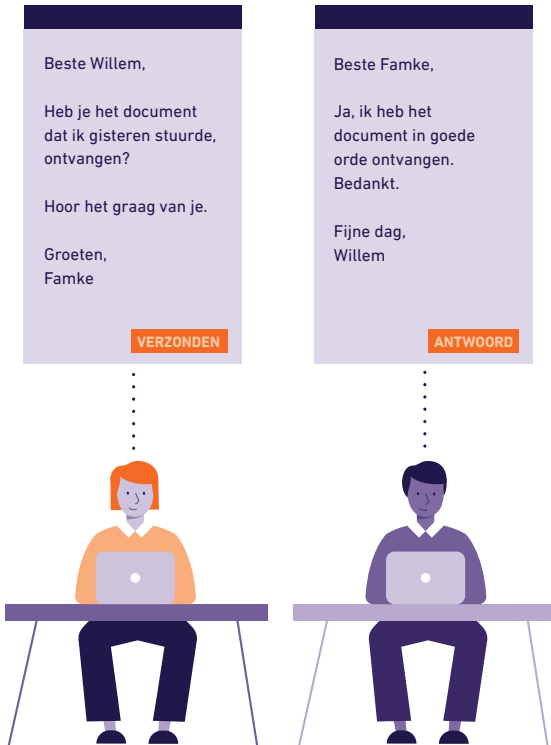 Beste Willem,
Heb je het document
dat ik gisteren stuurde,
ontvangen?
Hoor het graag van je.
Groeten,
Famke
VERZONDEN
Beste Famke,
Ja, ik heb het
document in goede
orde ontvangen.
Bedankt.
Fijne dag,
Willem
ANTWOORD